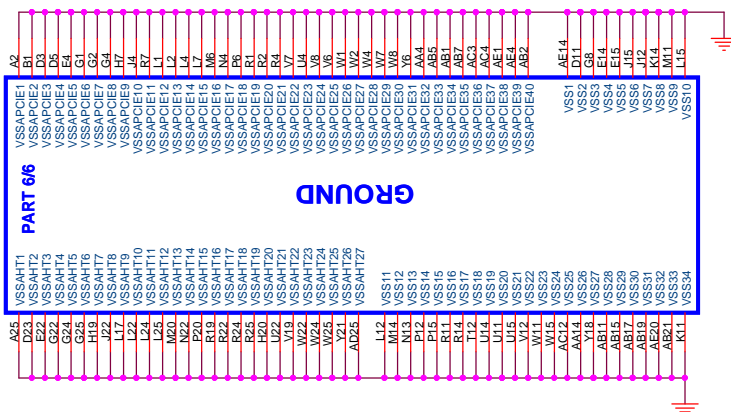 A2
B1
D3
D5
E4
G1
G2
G4
H7
J4
R7
L1
L2
L4
L7
M6
N4
P6
R1
R2
R4
V7
U4
V8
V6
W1
W2
W4
W7
W8
Y6
AA4
AB5
AB1
AB7
AC3
AC4
AE1
AE4
AB2
AE14
D11
G8
E14
E15
J15
J12
K14
M11
L15
VSSAPCIE1
VSSAPCIE2
VSSAPCIE3
VSSAPCIE4
VSSAPCIE5
VSSAPCIE6
VSSAPCIE7
VSSAPCIE8
VSSAPCIE9
VSSAPCIE10
VSSAPCIE11
VSSAPCIE12
VSSAPCIE13
VSSAPCIE14
VSSAPCIE15
VSSAPCIE16
VSSAPCIE17
VSSAPCIE18
VSSAPCIE19
VSSAPCIE20
VSSAPCIE21
VSSAPCIE22
VSSAPCIE23
VSSAPCIE24
VSSAPCIE25
VSSAPCIE26
VSSAPCIE27
VSSAPCIE28
VSSAPCIE29
VSSAPCIE30
VSSAPCIE31
VSSAPCIE32
VSSAPCIE33
VSSAPCIE34
VSSAPCIE35
VSSAPCIE36
VSSAPCIE37
VSSAPCIE38
VSSAPCIE39
VSSAPCIE40
VSS1
VSS2
VSS3
VSS4
VSS5
VSS6
VSS7
VSS8
VSS9
VSS10
PART 6/6
GROUND
VSSAHT1
VSSAHT2
VSSAHT3
VSSAHT4
VSSAHT5
VSSAHT6
VSSAHT7
VSSAHT8
VSSAHT9
VSSAHT10
VSSAHT11
VSSAHT12
VSSAHT13
VSSAHT14
VSSAHT15
VSSAHT16
VSSAHT17
VSSAHT18
VSSAHT19
VSSAHT20
VSSAHT21
VSSAHT22
VSSAHT23
VSSAHT24
VSSAHT25
VSSAHT26
VSSAHT27
VSS11
VSS12
VSS13
VSS14
VSS15
VSS16
VSS17
VSS18
VSS19
VSS20
VSS21
VSS22
VSS23
VSS24
VSS25
VSS26
VSS27
VSS28
VSS29
VSS30
VSS31
VSS32
VSS33
VSS34
A25
D23
E22
G22
G24
G25
H19
J22
L17
L22
L24
L25
M20
N22
P20
R19
R22
R24
R25
H20
U22
V19
W22
W24
W25
Y21
AD25
L12
M14
N13
P12
P15
R11
R14
T12
U14
U11
U15
V12
W11
W15
AC12
AA14
Y18
AB11
AB15
AB17
AB19
AE20
AB21
K11